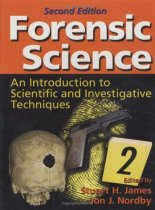 Second Edition
Forensic
Science
An Introduction to
Scientific and Investigative
Techniques
2
Edited by
Stuart H. James
Jon J. Nordby